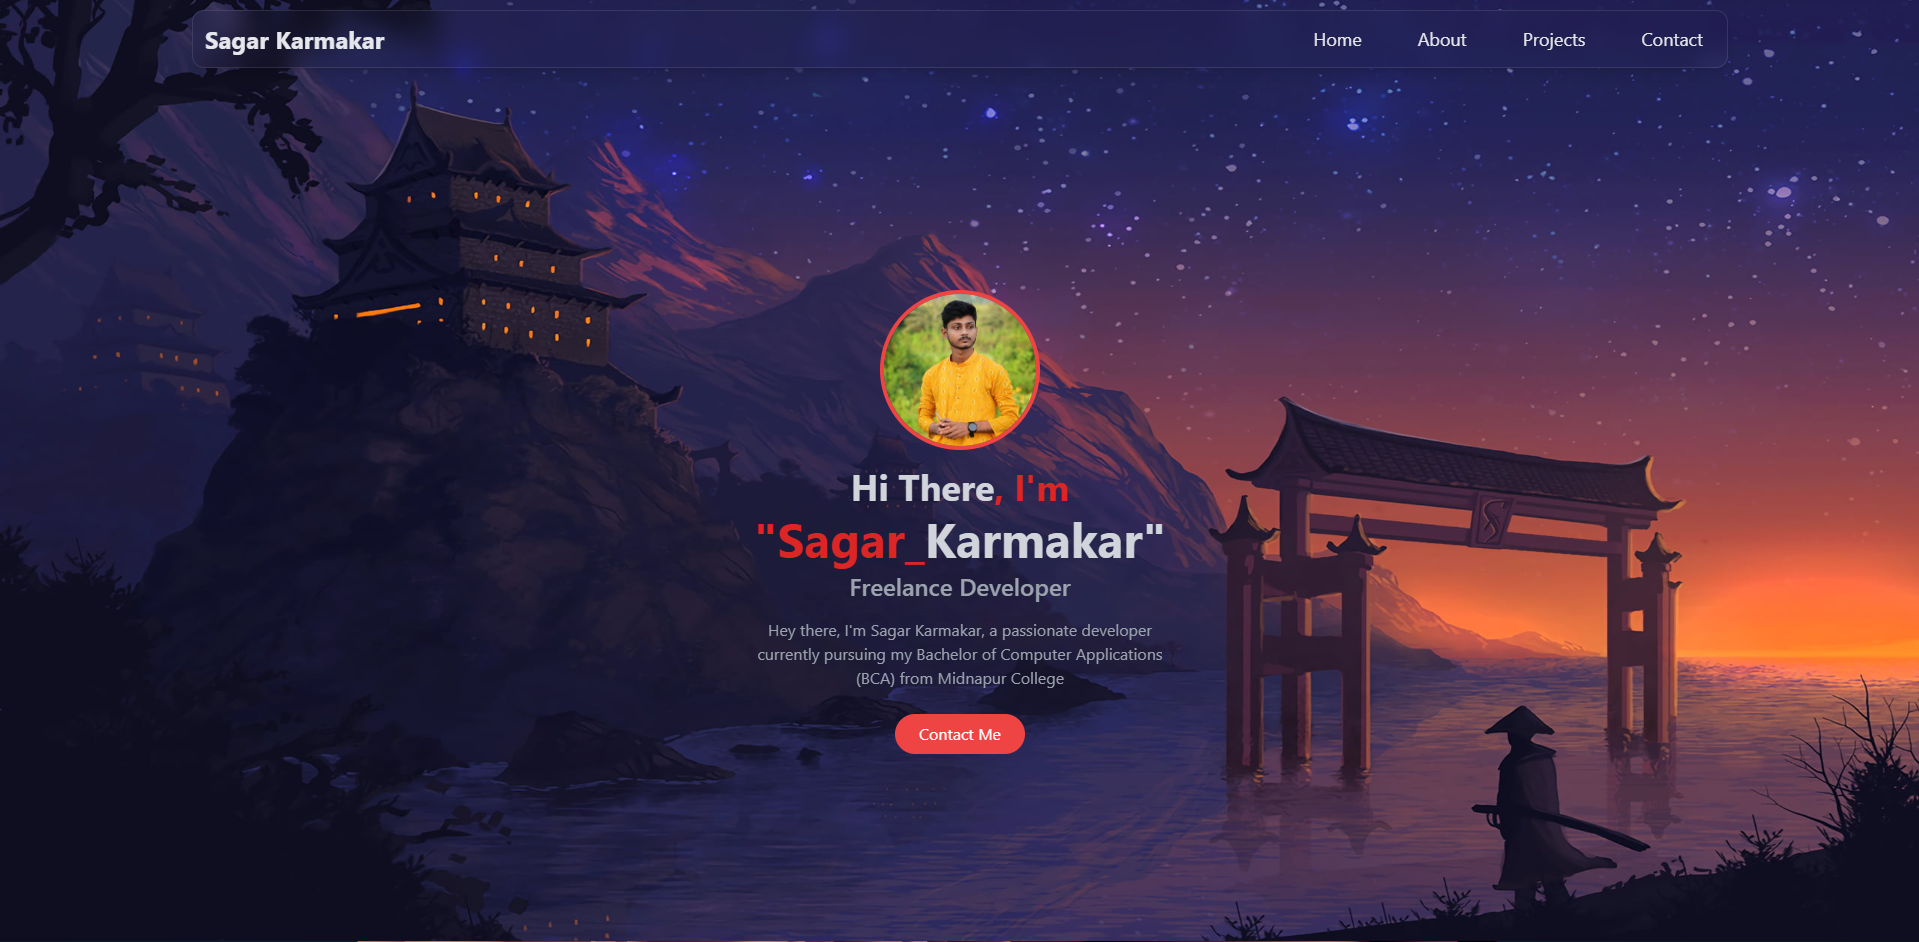 Sagar Karmakar
Home About Projects Contact
Hi There, I'm
"Sagar_Karmakar"
Freelance Developer
Hey there, I'm Sagar Karmakar, a passionate developer
currently pursuing my Bachelor of Computer Applications
(BCA) from Midnapur College
Contact Me